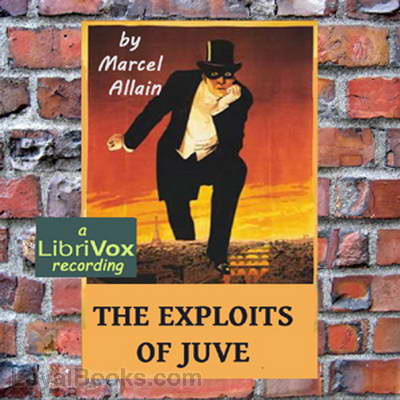 by
Marcel
Allain
a
LibriVox
recording
THE EXPLOITS
OF JUVE
LoyalBooks.com